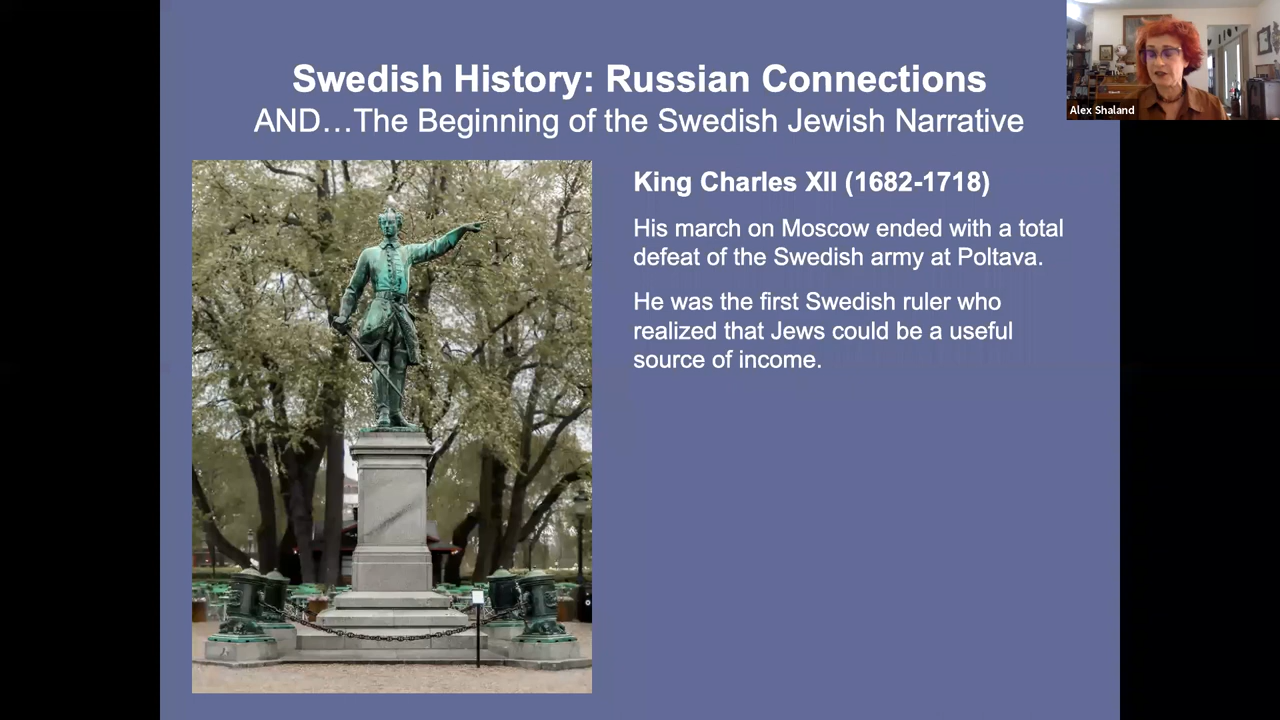 Swedish History: Russian Connections
AND…The Beginning of the Swedish Jewish Narrative
Alex Shaland
King Charles XII (1682-1718)
His march on Moscow ended with a total
defeat of the Swedish army at Poltava.
He was the first Swedish ruler who
realized that Jews could be a useful
source of income.